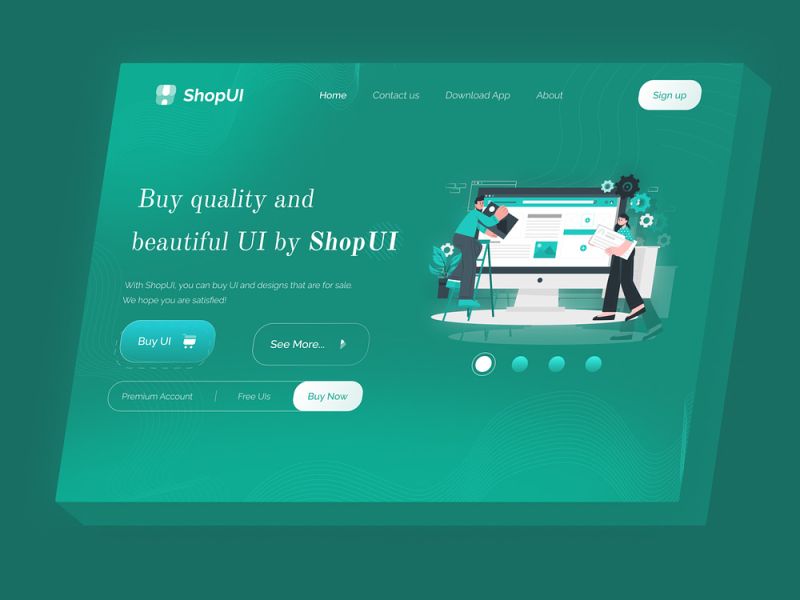 ShopUI
Home Contact us Download App About
Sign up
Buy quality and
beautiful UI by ShopUI
With ShopUI, you can buy UI and designs that are for sale.
We hope you are satisfied!
Buy UI
See More...
Premium Account | Free UIs
Buy Now